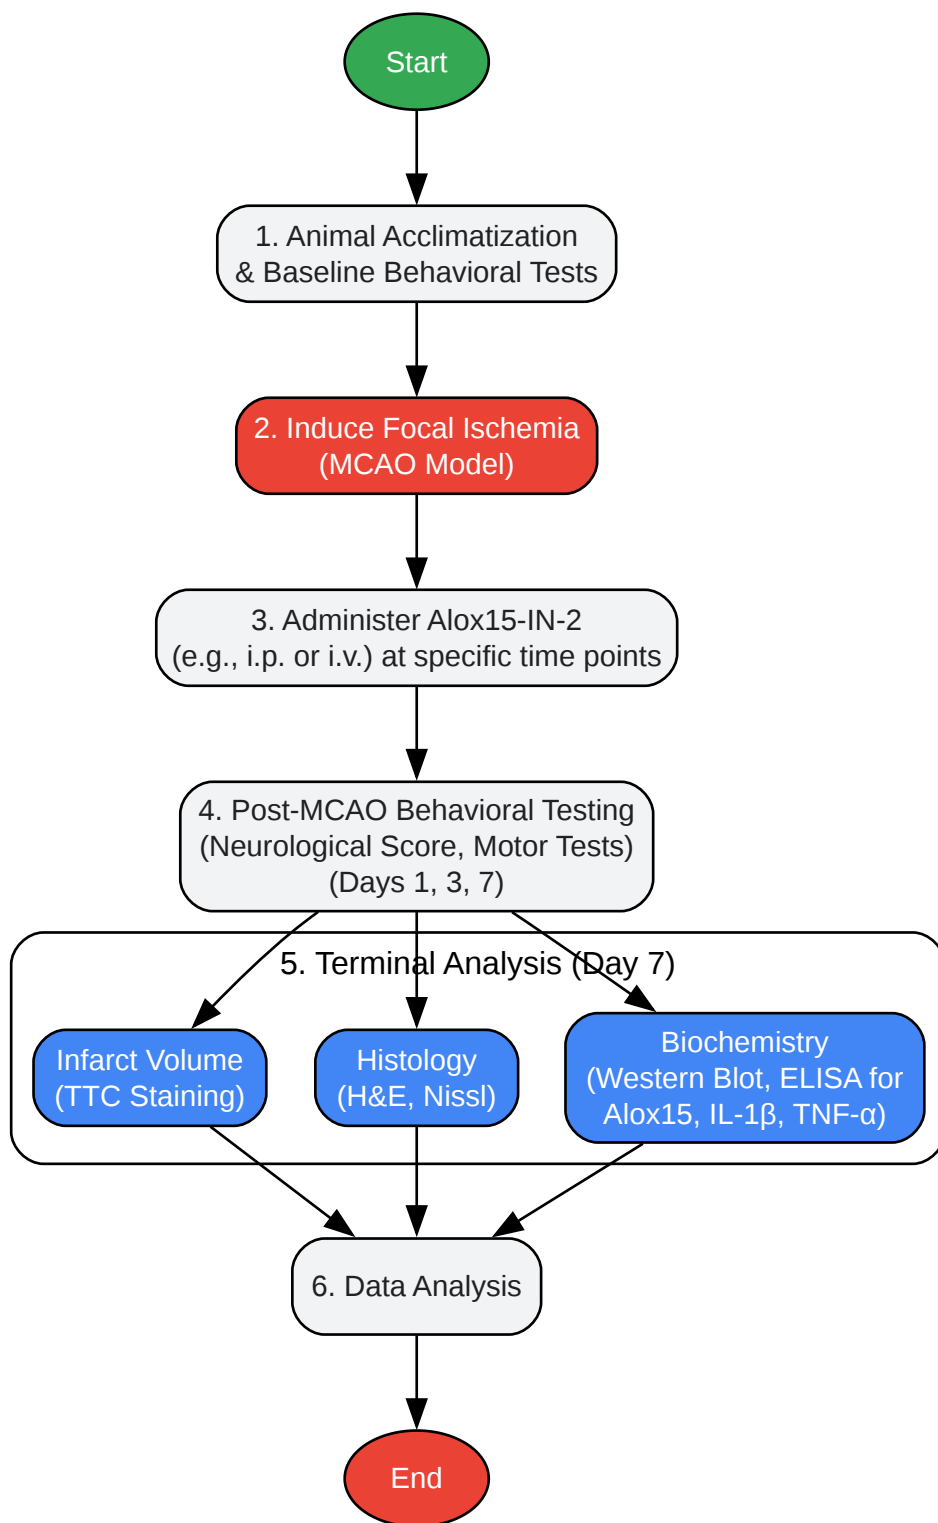 Start
1. Animal Acclimatization
& Baseline Behavioral Tests
2. Induce Focal Ischemia
(MCAO Model)
3. Administer Alox15-IN-2
(e.g., i.p. or i.v.) at specific time points
4. Post-MCAO Behavioral Testing
(Neurological Score, Motor Tests)
(Days 1, 3, 7)
5. Terminal Analysis (Day 7)
Infarct Volume
(TTC Staining)
Histology
(H&E, Nissl)
Biochemistry
(Western Blot, ELISA for
Alox15, IL-1β, TNF-α)
6. Data Analysis
End